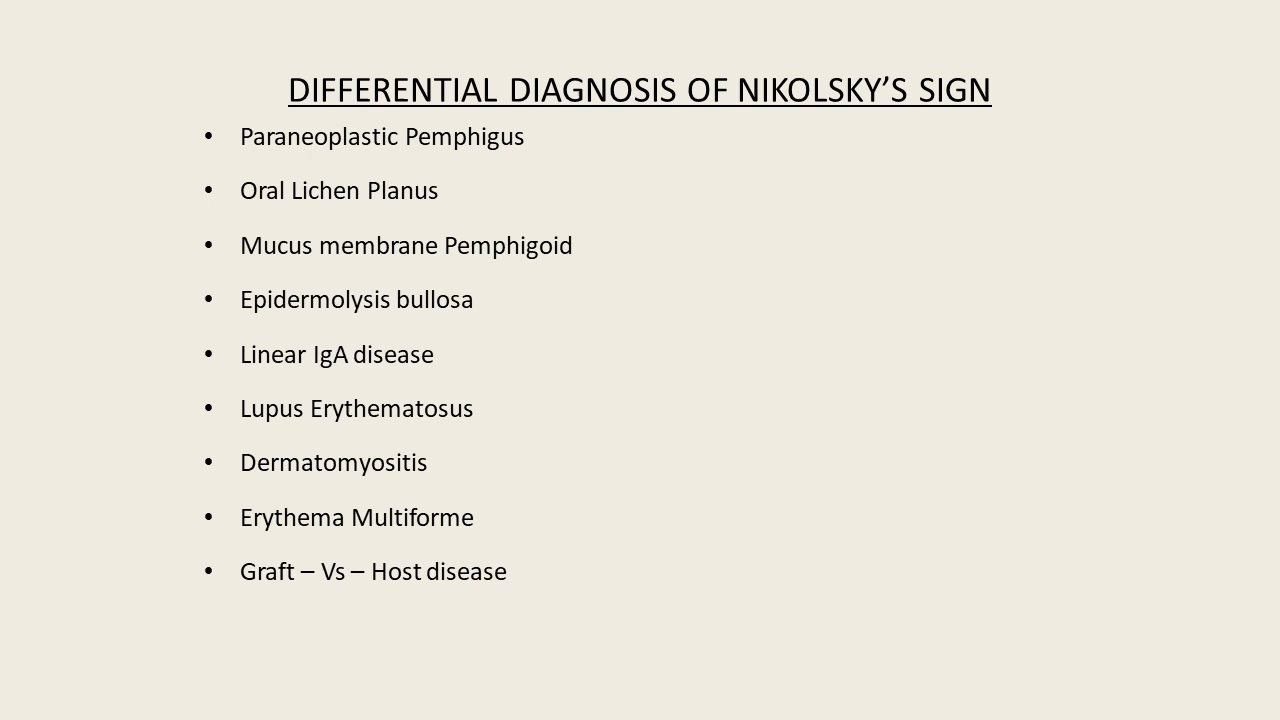 DIFFERENTIAL DIAGNOSIS OF NIKOLSKY’S SIGN
• Paraneoplastic Pemphigus
• Oral Lichen Planus
• Mucus membrane Pemphigoid
• Epidermolysis bullosa
• Linear IgA disease
• Lupus Erythematosus
• Dermatomyositis
• Erythema Multiforme
• Graft – Vs – Host disease